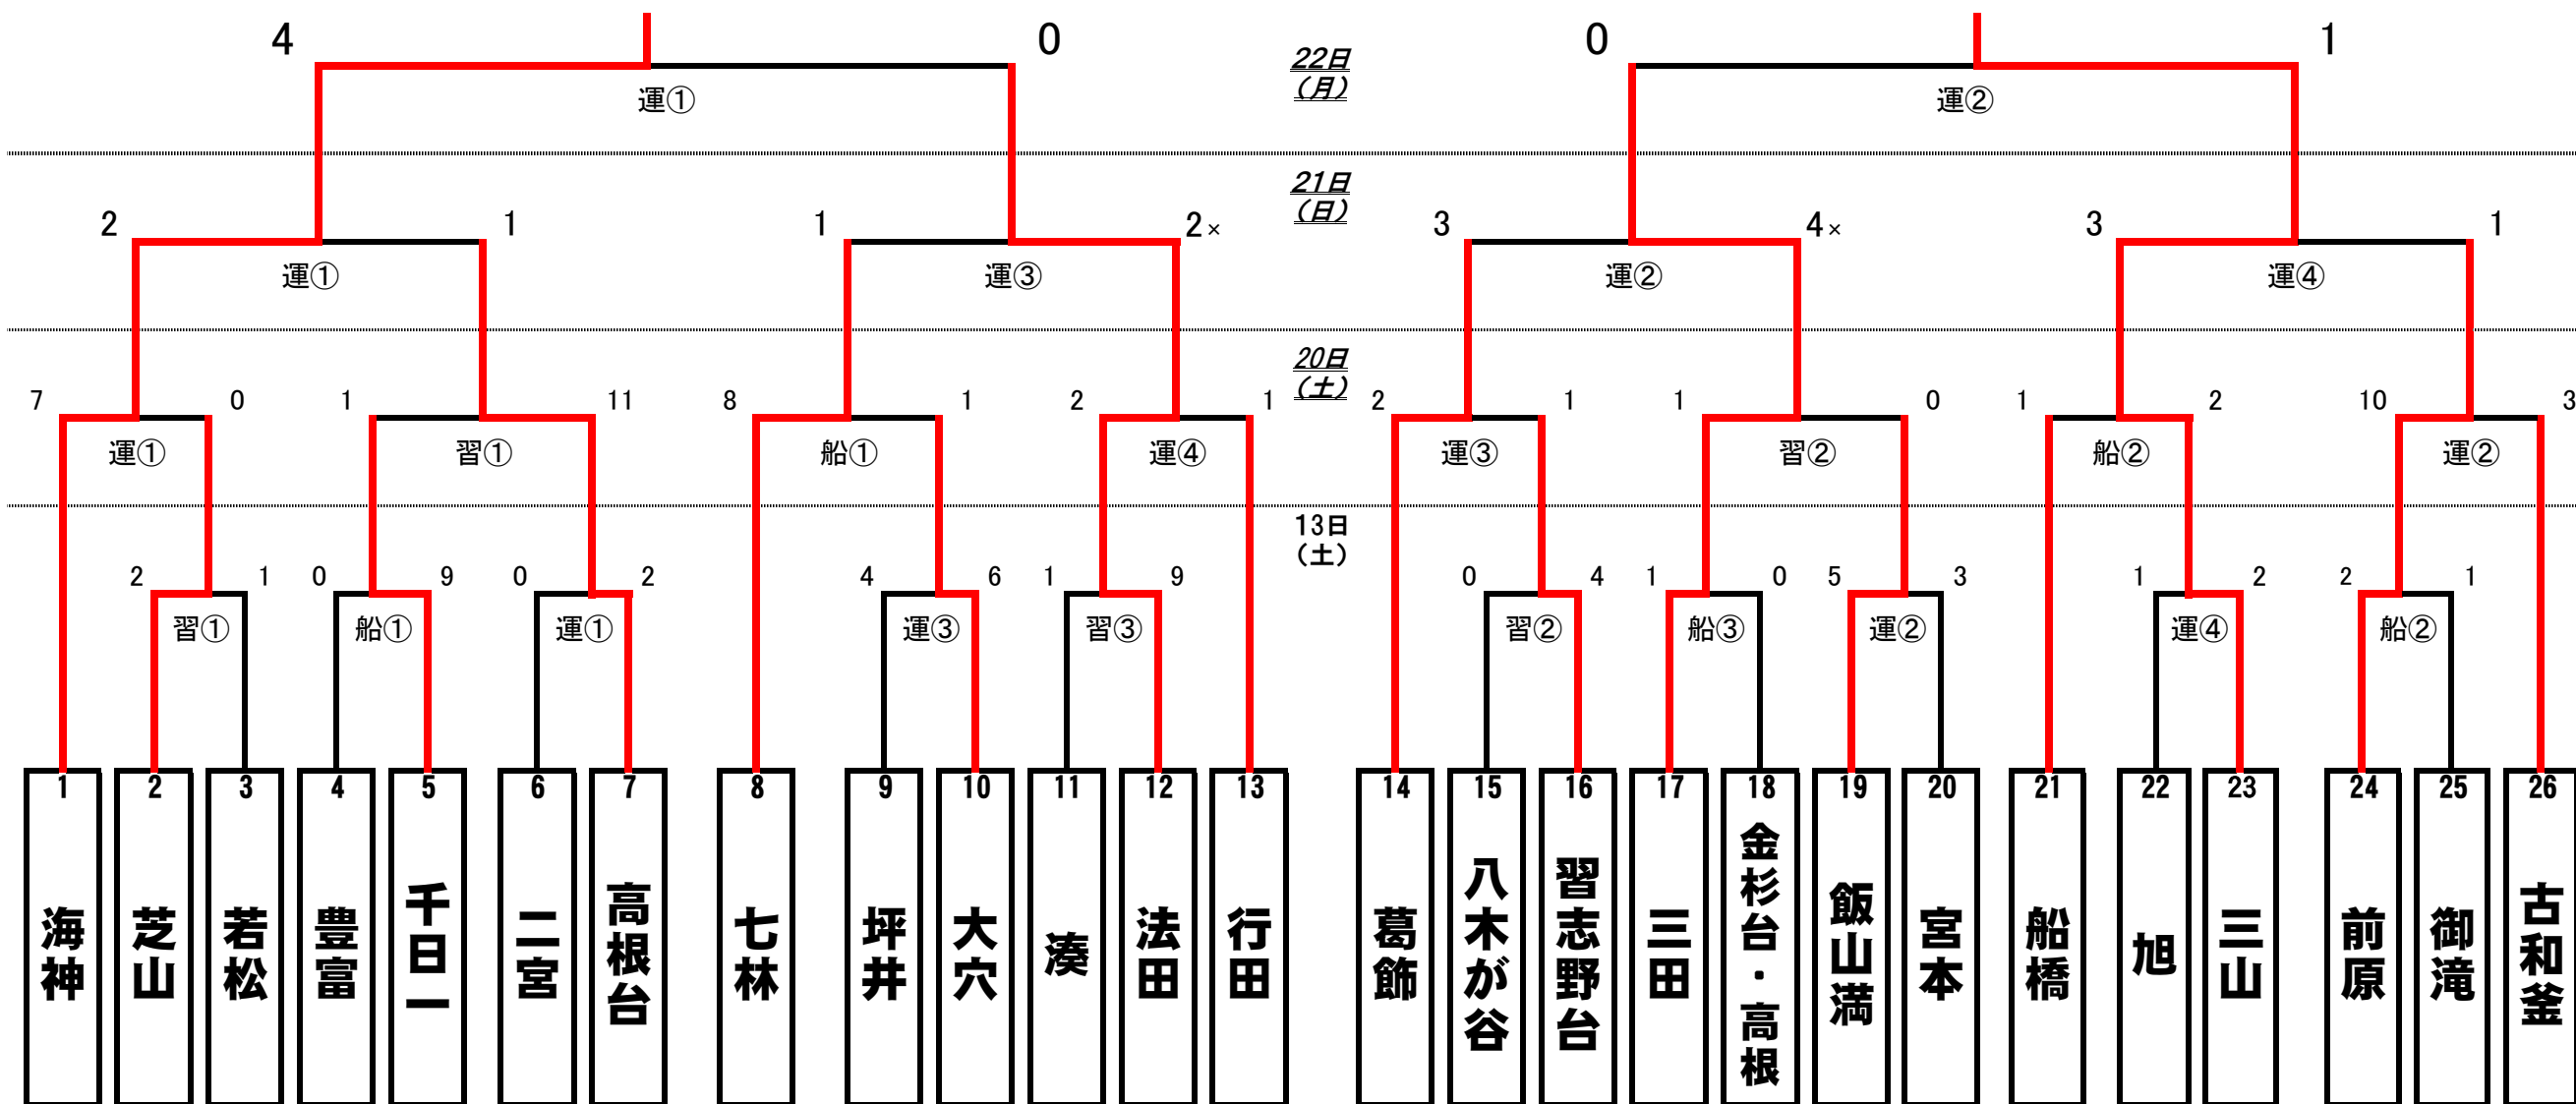 4 0 0 1
22日
(月)
運① 運②
21日
(日)
2 1 1 2× 3 4× 3 1
運① 運③ 運② 運④
20日
(土)
7 0 1 11 8 1 2 1 2 1 1 0 1 2 10 3
運① 習① 船① 運④ 運③ 習② 船② 運②
13日
(土)
2 1 0 9 0 2 4 6 1 9 0 4 1 0 5 3 1 2 2 1
習① 船① 運① 運③ 習③ 習② 船③ 運② 運④ 船②
1 2 3 4 5 6 7 8 9 10 11 12 13 14 15 16 17 18 19 20 21 22 23 24 25 26
海神
芝山
若松
豊富
千日一
二宮
高根台
七林
坪井
大穴
湊
法田
行田
葛飾
八木が谷
習志野台
三田
金杉台・高根
飯山満
宮本
船橋
旭
三山
前原
御滝
古和釜